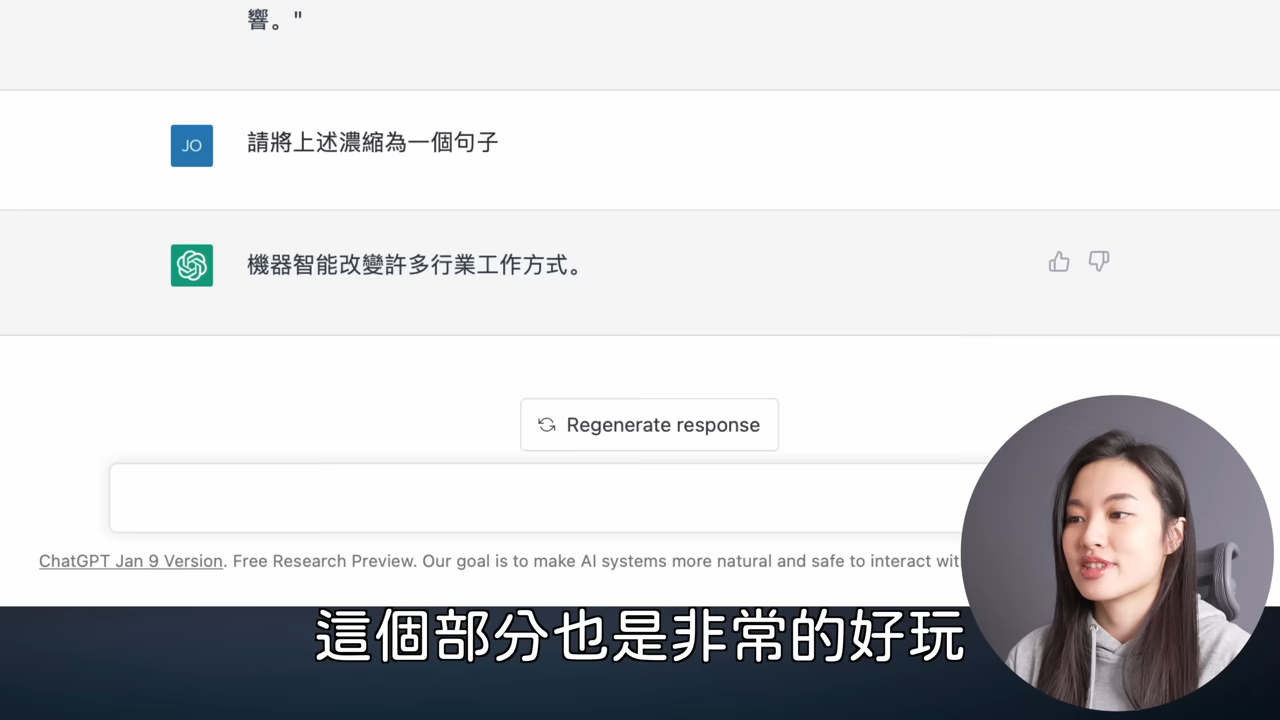 響。"
JO
請將上述濃縮為一個句子
機器智能改變許多行業工作方式。
Regenerate response
ChatGPT Jan 9 Version. Free Research Preview. Our goal is to make AI systems more natural and safe to interact wit
這個部分也是非常的好玩